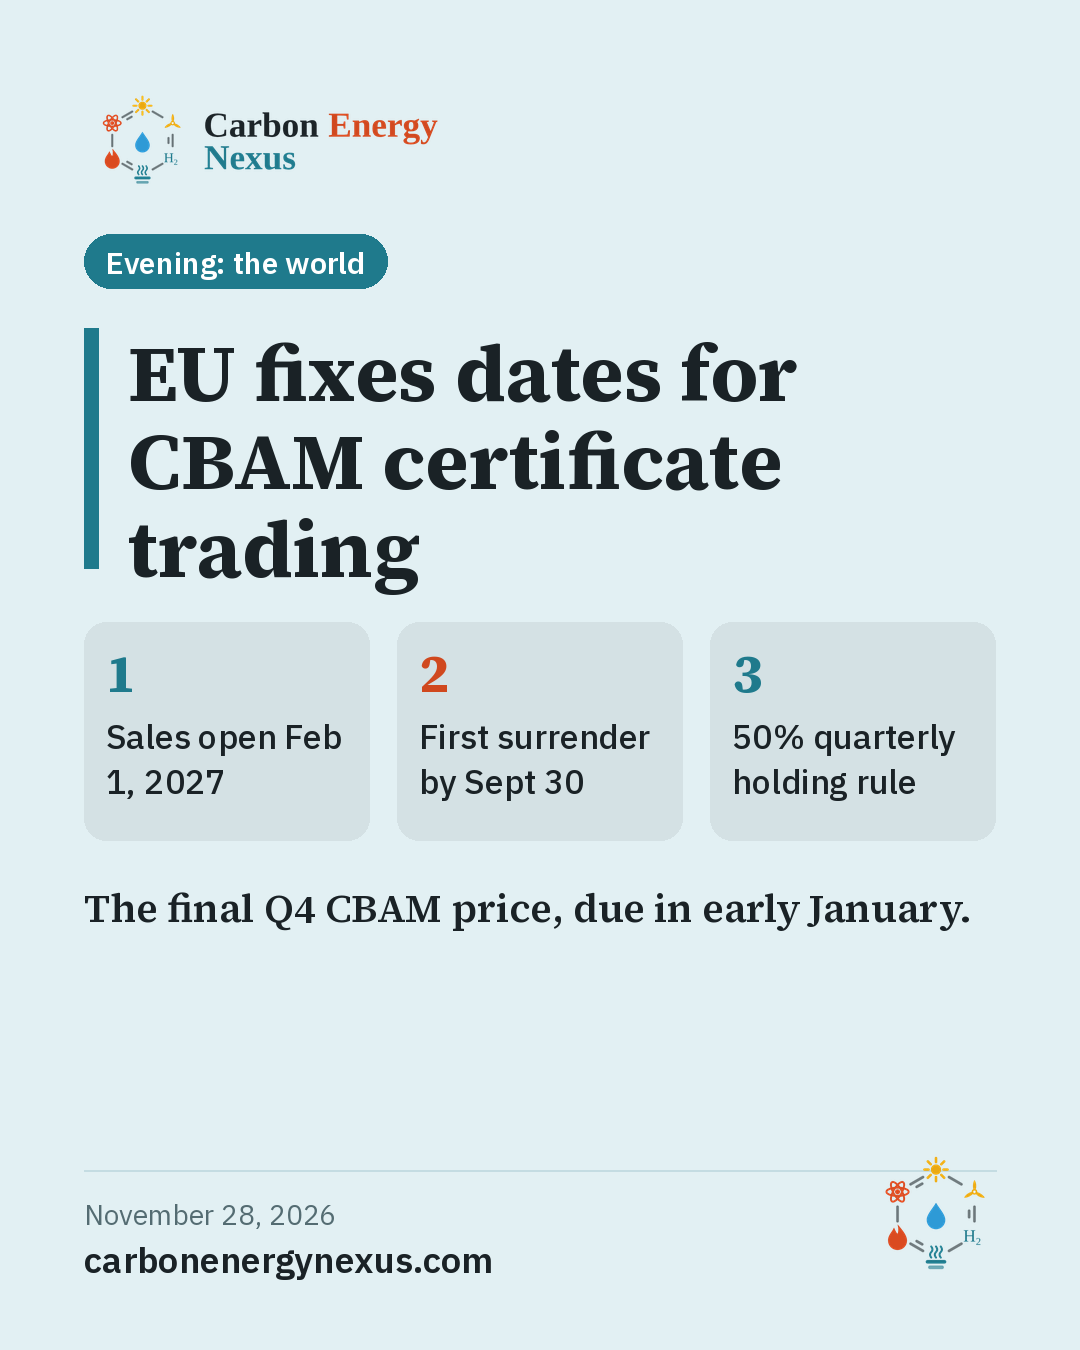 Carbon Energy
Nexus
H₂
Evening: the world
EU fixes dates for
CBAM certificate
trading
1
Sales open Feb
1, 2027
2
First surrender
by Sept 30
3
50% quarterly
holding rule
The final Q4 CBAM price, due in early January.
November 28, 2026
carbonenergynexus.com
H₂